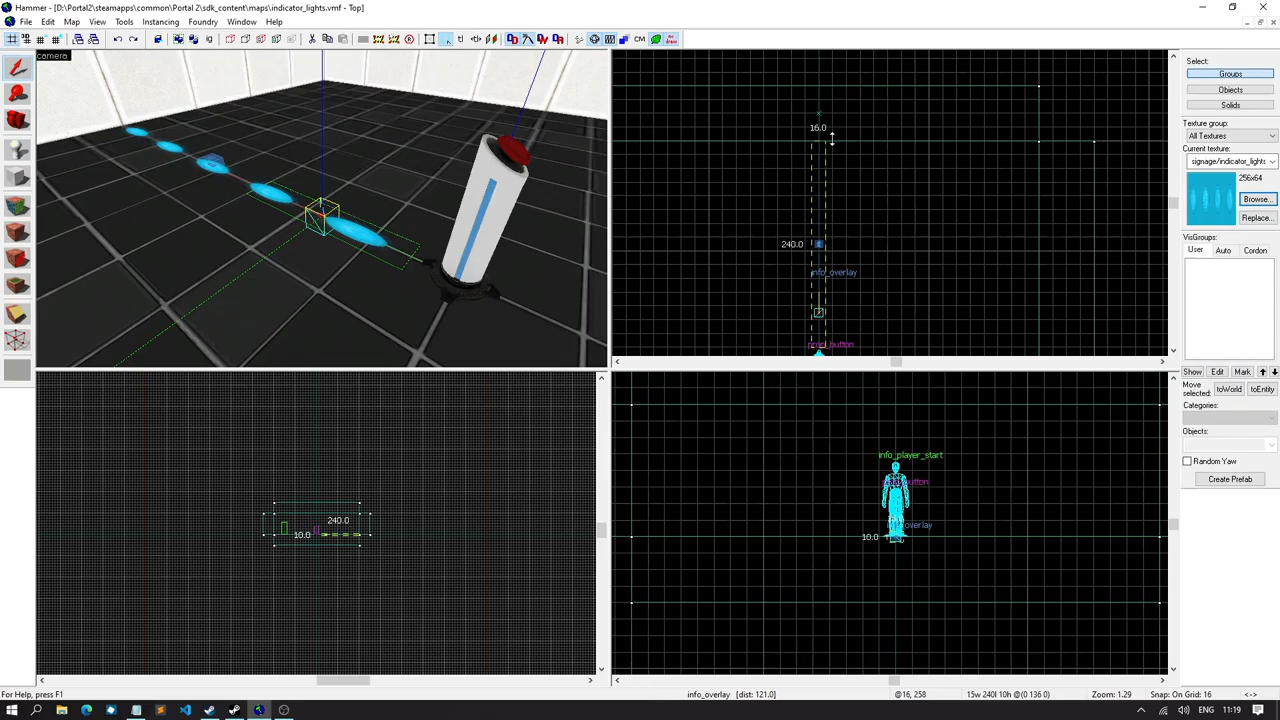 Hammer - [D:\Portal2\steamapps\common\Portal 2\sdk_content\maps\indicator_lights.vmf - Top]
File Edit Map View Tools Instancing Foundry Window Help
camera
16.0
240.0
info_overlay
prop_button
240.0
10.0
info_player_start
10.0
Select:
Groups
Objects
Solids
Texture group:
All Textures
Current texture:
signage/indicator_lights
256x64
Browse...
Replace...
VisGroups:
User Auto Cordon
Show Edit Mark
Move selected:
toWorld toEntity
Categories:
Objects:
Random Yaw
Create Prefab
For Help, press F1
info_overlay [dist: 121.0]
@16, 258
15w 240l 10h @(0 136 0)
Zoom: 1.29
Snap: On Grid: 16
<->
ENG 11:19